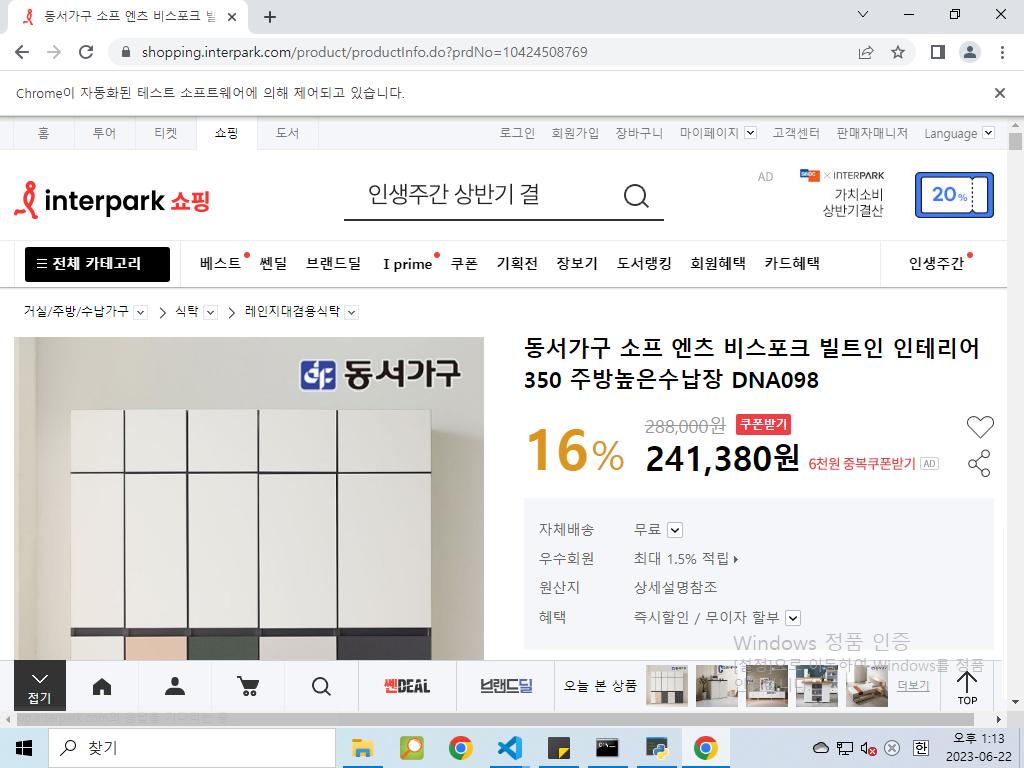 동서가구 소프 엔츠 비스포크 빌
shopping.interpark.com/product/productInfo.do?prdNo=10424508769
Chrome이 자동화된 테스트 소프트웨어에 의해 제어되고 있습니다.
홈 투어 티켓 쇼핑 도서 로그인 회원가입 장바구니 마이페이지 고객센터 판매자매니저 Language
interpark 쇼핑
인생주간 상반기 결
AD
× INTERPARK
가치소비
상반기결산
20%
전체 카테고리 베스트 쎈딜 브랜드딜 I prime 쿠폰 기획전 장보기 도서랭킹 회원혜택 카드혜택 인생주간
거실/주방/수납가구 > 식탁 > 레인지대겸용식탁
동서가구
동서가구 소프 엔츠 비스포크 빌트인 인테리어
350 주방높은수납장 DNA098
16%
288,000원 쿠폰받기
241,380원 6천원 중복쿠폰받기 AD
자체배송 무료
우수회원 최대 1.5% 적립
원산지 상세설명참조
혜택 즉시할인 / 무이자 할부
Windows 정품 인증
[설정]으로 이동하여 Windows를 정품
접기
쎈DEAL
브랜드딜
오늘 본 상품
더보기
TOP
찾기
한
오후 1:13
2023-06-22